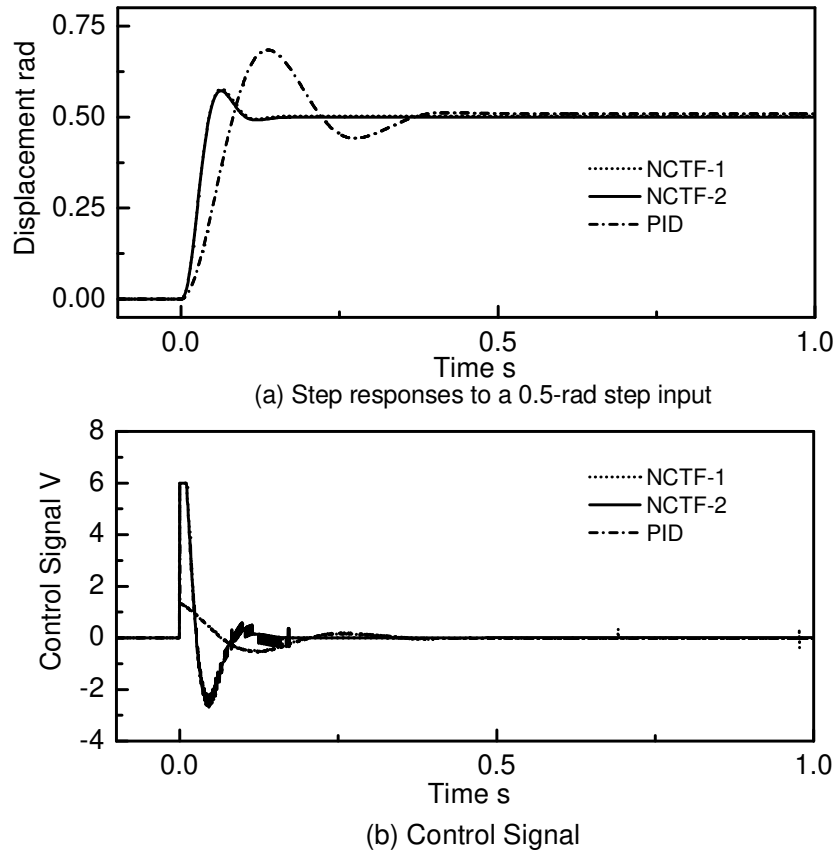 0.75
0.50
0.25
0.00
Displacement rad
NCTF-1
NCTF-2
PID
0.0
0.5
1.0
Time s
(a) Step responses to a 0.5-rad step input
8
6
4
2
0
-2
-4
Control Signal V
NCTF-1
NCTF-2
PID
0.0
0.5
1.0
Time s
(b) Control Signal